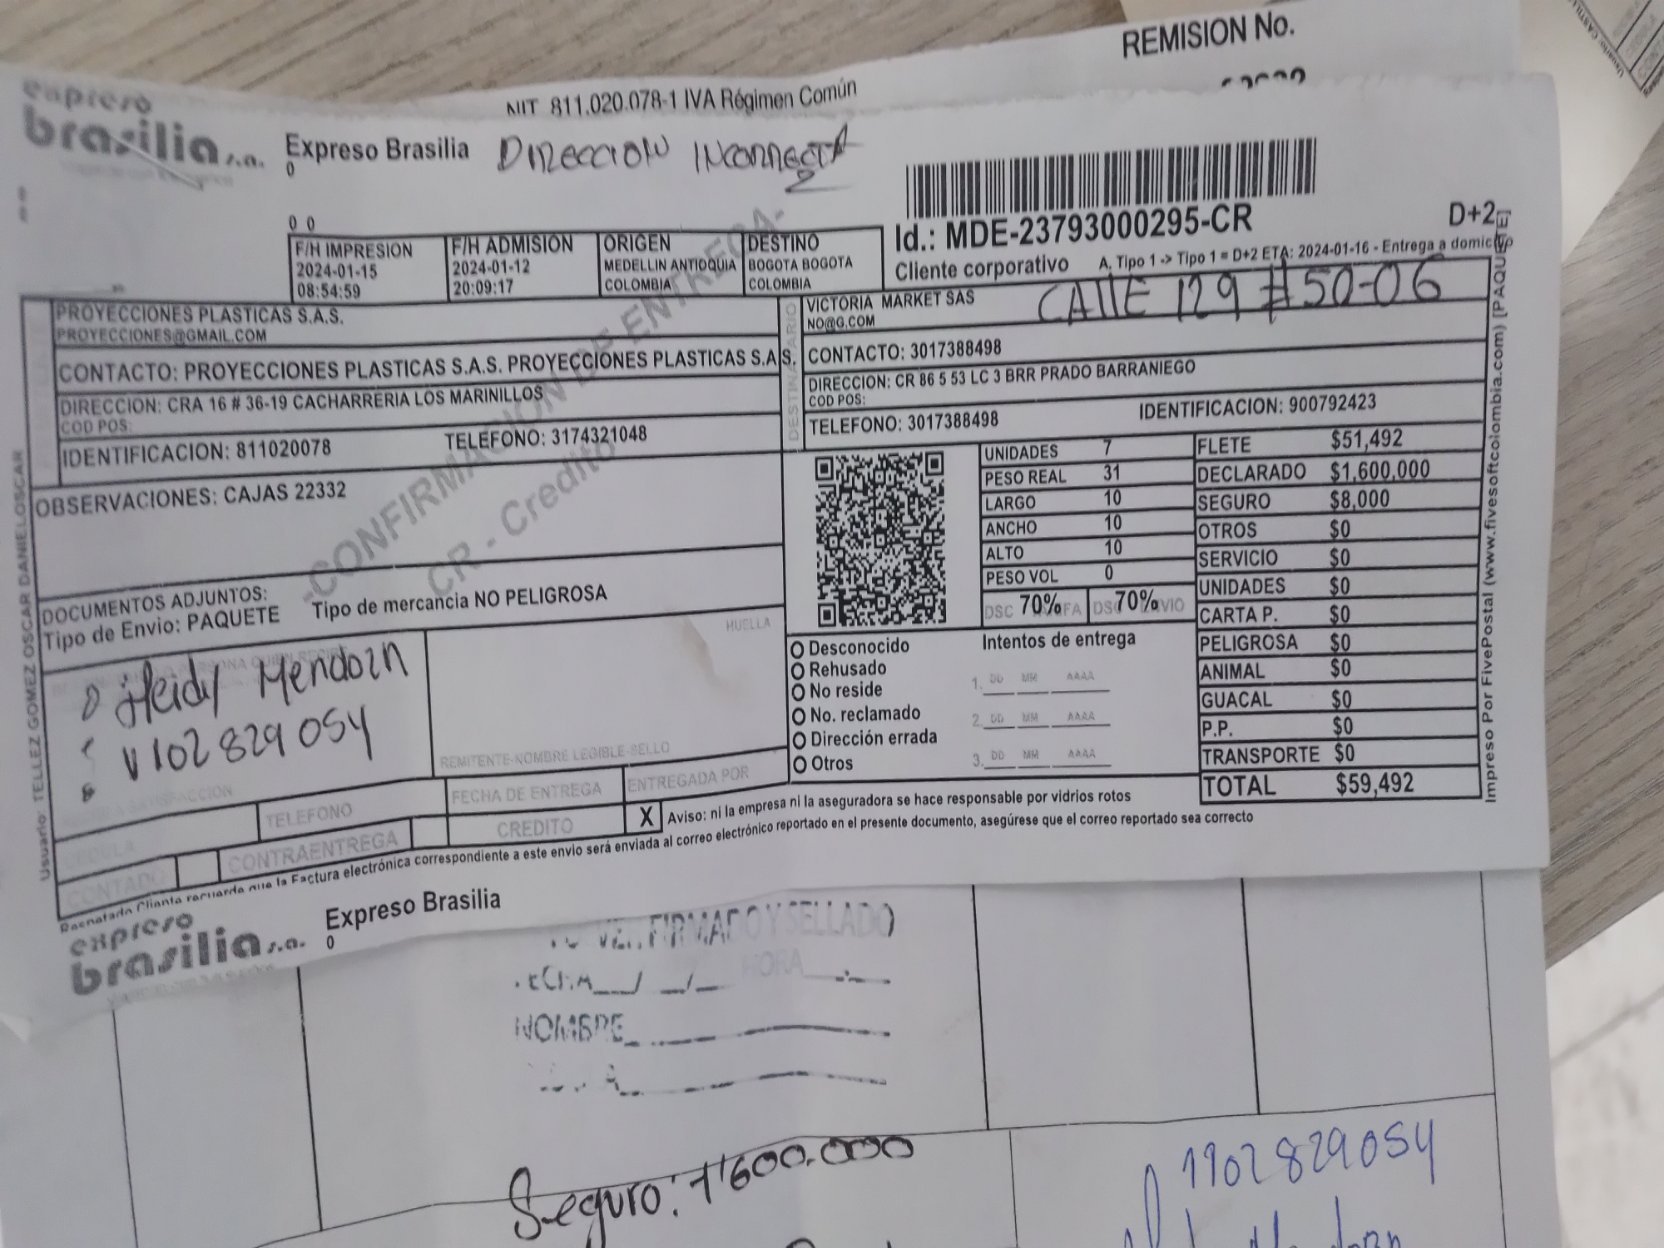 REMISION No.
NIT 811.020.078-1 IVA Régimen Común
expreso
brasilia s.a.
Expreso Brasilia
0
DIRECCION INCORRECTA
0 0
F/H IMPRESION
2024-01-15
08:54:59
F/H ADMISION
2024-01-12
20:09:17
ORIGEN
MEDELLIN ANTIOQUIA
COLOMBIA
DESTINO
BOGOTA BOGOTA
COLOMBIA
Id.: MDE-23793000295-CR
D+2
Cliente corporativo
A. Tipo 1 -> Tipo 1 = D+2 ETA: 2024-01-16 - Entrega a domicilio
[PAQUETE]
PROYECCIONES PLASTICAS S.A.S.
PROYECCIONES@GMAIL.COM
CONTACTO: PROYECCIONES PLASTICAS S.A.S. PROYECCIONES PLASTICAS S.A.S.
DIRECCION: CRA 16 # 36-19 CACHARRERIA LOS MARINILLOS
COD POS:
IDENTIFICACION: 811020078
TELEFONO: 3174321048
DESTINATARIO
VICTORIA MARKET SAS
NO@G.COM
CALLE 129 #50-06
CONTACTO: 3017388498
DIRECCION: CR 86 5 53 LC 3 BRR PRADO BARRANIEGO
COD POS:
TELEFONO: 3017388498
IDENTIFICACION: 900792423
-CONFIRMACION DE ENTREGA-
CR - Credito
OBSERVACIONES: CAJAS 22332
DOCUMENTOS ADJUNTOS:
Tipo de Envio: PAQUETE
Tipo de mercancia NO PELIGROSA
UNIDADES 7
PESO REAL 31
LARGO 10
ANCHO 10
ALTO 10
PESO VOL 0
DSC 70%
70%
FLETE $51,492
DECLARADO $1,600,000
SEGURO $8,000
OTROS $0
SERVICIO $0
UNIDADES $0
CARTA P. $0
PELIGROSA $0
ANIMAL $0
GUACAL $0
P.P. $0
TRANSPORTE $0
TOTAL $59,492
Desconocido
Rehusado
No reside
No. reclamado
Dirección errada
Otros
Intentos de entrega
1. DD MM AAAA
2. DD MM AAAA
3. DD MM AAAA
Heidy Mendoza
1102829054
HUELLA
REMITENTE-NOMBRE LEGIBLE-SELLO
CEDULA
TELEFONO
FECHA DE ENTREGA
ENTREGADA POR
CONTADO
CONTRAENTREGA
CREDITO
X
Aviso: ni la empresa ni la aseguradora se hace responsable por vidrios rotos
Respetado Cliente recuerda que la Factura electrónica correspondiente a este envio será enviada al correo electrónico reportado en el presente documento, asegúrese que el correo reportado sea correcto
Usuario: TELLEZ GOMEZ OSCAR DANIELOSCAR
Impreso Por FivePostal (www.fivesoftcolombia.com)
expreso
brasilia s.a.
Expreso Brasilia
0
FIRMADO Y SELLADO)
HORA
NOMBRE
Seguro: 1'600.000
1102829054